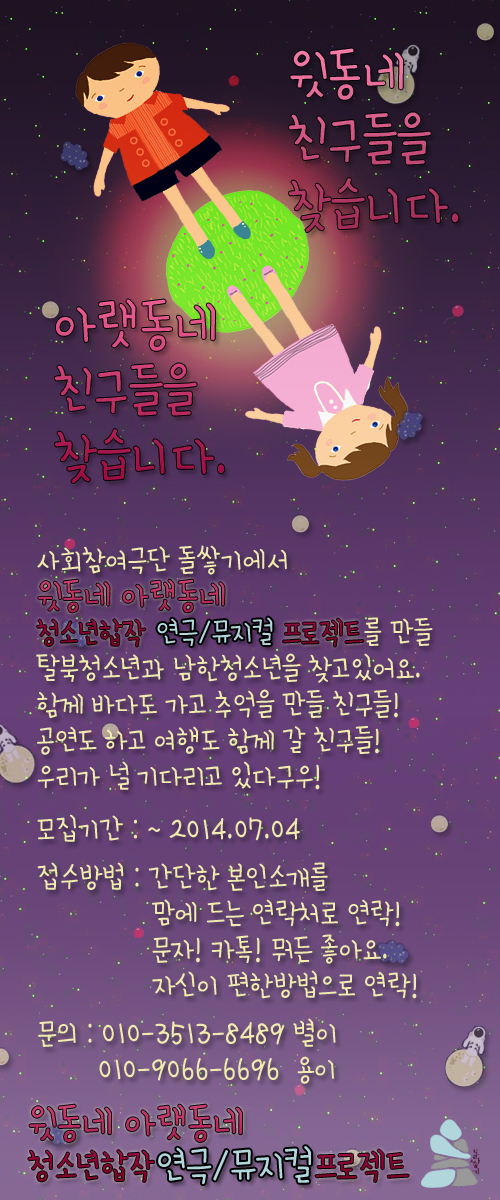 윗동네
친구들을
찾습니다.
아랫동네
친구들을
찾습니다.
사회참여극단 돌쌓기에서
윗동네 아랫동네
청소년합작 연극/뮤지컬 프로젝트를 만들
탈북청소년과 남한청소년을 찾고있어요.
함께 바다도 가고 추억을 만들 친구들!
공연도 하고 여행도 함께 갈 친구들!
우리가 널 기다리고 있다구우!
모집기간 : ~ 2014.07.04
접수방법 : 간단한 본인소개를
맘에 드는 연락처로 연락!
문자! 카톡! 뭐든 좋아요.
자신이 편한방법으로 연락!
문의 : 010-3513-8489 별이
010-9066-6696 용이
윗동네 아랫동네
청소년합작연극/뮤지컬프로젝트